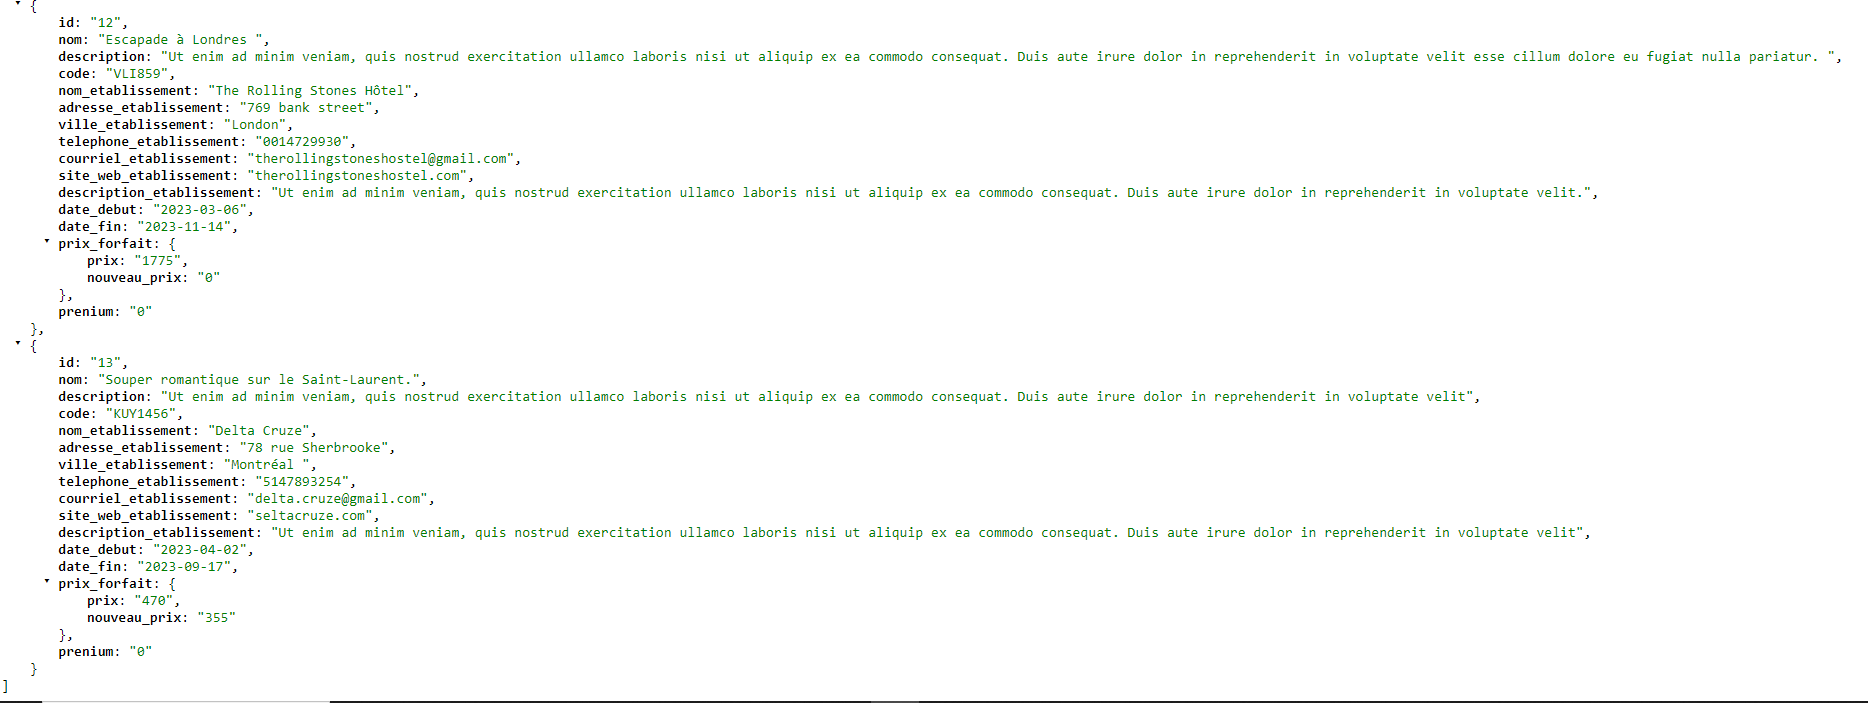 {
id: "12",
nom: "Escapade à Londres ",
description: "Ut enim ad minim veniam, quis nostrud exercitation ullamco laboris nisi ut aliquip ex ea commodo consequat. Duis aute irure dolor in reprehenderit in voluptate velit esse cillum dolore eu fugiat nulla pariatur. ",
code: "VLI859",
nom_etablissement: "The Rolling Stones Hôtel",
adresse_etablissement: "769 bank street",
ville_etablissement: "London",
telephone_etablissement: "0014729930",
courriel_etablissement: "therollingstoneshostel@gmail.com",
site_web_etablissement: "therollingstoneshostel.com",
description_etablissement: "Ut enim ad minim veniam, quis nostrud exercitation ullamco laboris nisi ut aliquip ex ea commodo consequat. Duis aute irure dolor in reprehenderit in voluptate velit.",
date_debut: "2023-03-06",
date_fin: "2023-11-14",
prix_forfait: {
prix: "1775",
nouveau_prix: "0"
},
prenium: "0"
},
{
id: "13",
nom: "Souper romantique sur le Saint-Laurent.",
description: "Ut enim ad minim veniam, quis nostrud exercitation ullamco laboris nisi ut aliquip ex ea commodo consequat. Duis aute irure dolor in reprehenderit in voluptate velit",
code: "KUY1456",
nom_etablissement: "Delta Cruze",
adresse_etablissement: "78 rue Sherbrooke",
ville_etablissement: "Montréal ",
telephone_etablissement: "5147893254",
courriel_etablissement: "delta.cruze@gmail.com",
site_web_etablissement: "seltacruze.com",
description_etablissement: "Ut enim ad minim veniam, quis nostrud exercitation ullamco laboris nisi ut aliquip ex ea commodo consequat. Duis aute irure dolor in reprehenderit in voluptate velit",
date_debut: "2023-04-02",
date_fin: "2023-09-17",
prix_forfait: {
prix: "470",
nouveau_prix: "355"
},
prenium: "0"
}
]